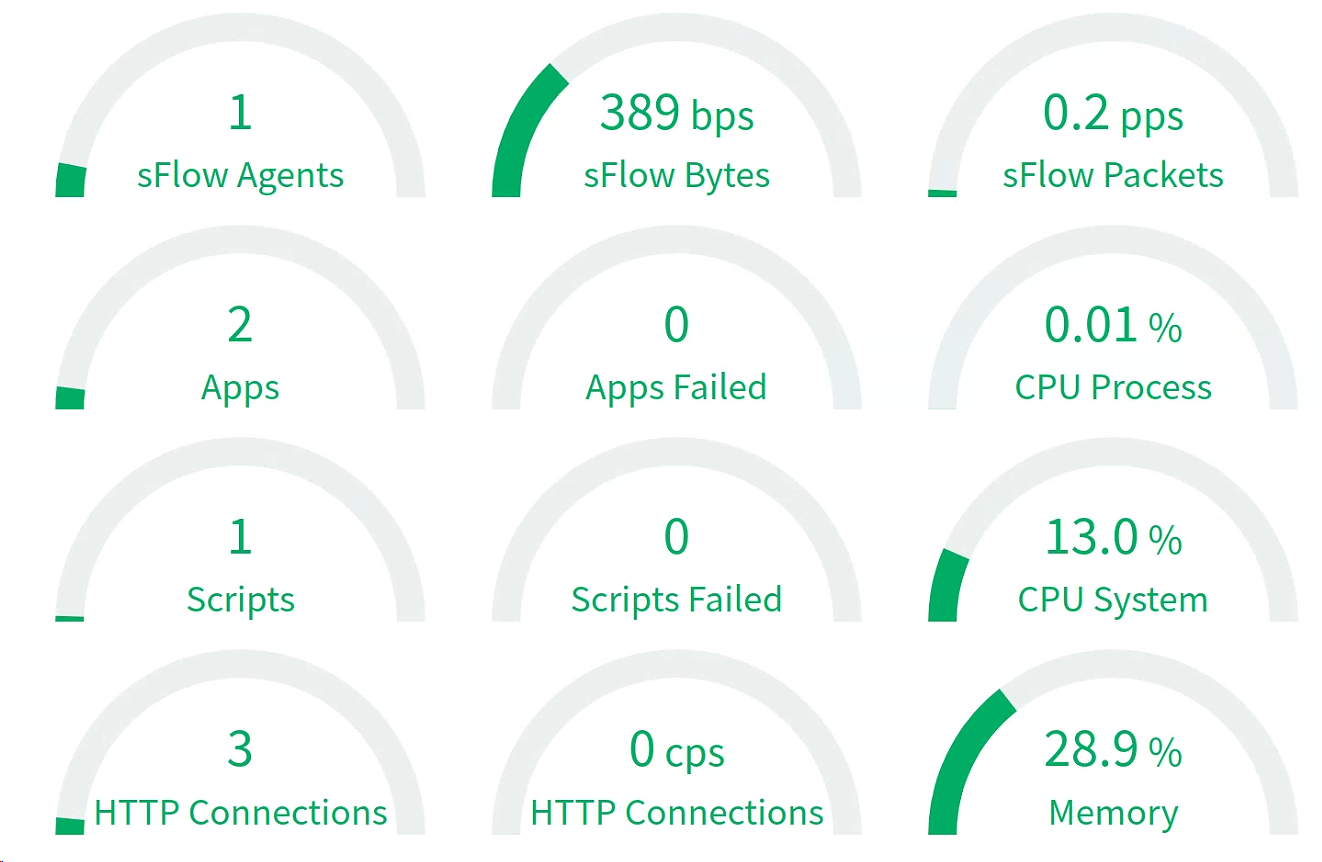 1
sFlow Agents
389 bps
sFlow Bytes
0.2 pps
sFlow Packets
2
Apps
0
Apps Failed
0.01 %
CPU Process
1
Scripts
0
Scripts Failed
13.0 %
CPU System
3
HTTP Connections
0 cps
HTTP Connections
28.9 %
Memory